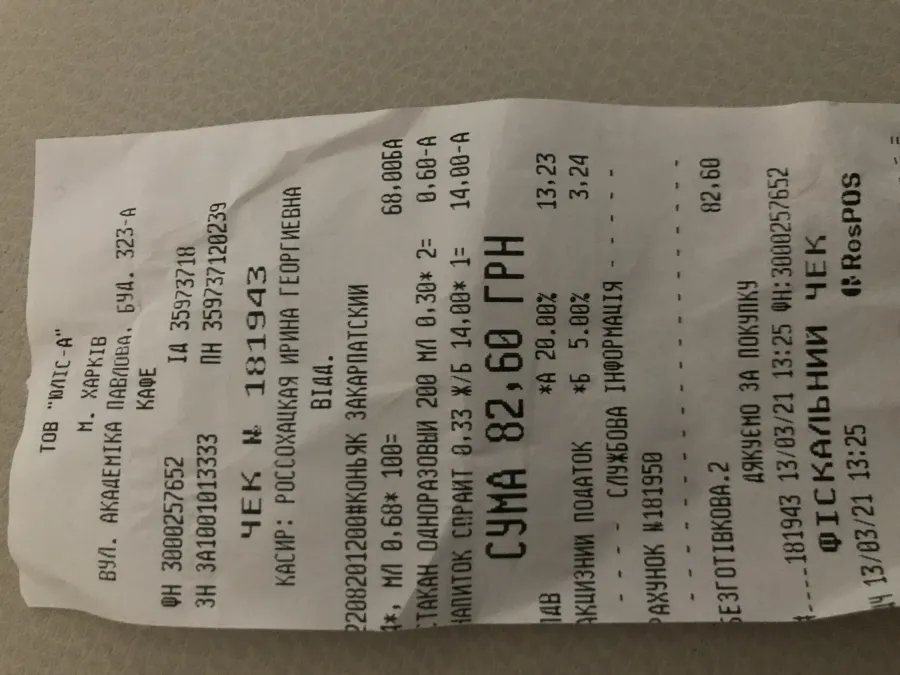 ТОВ "ЮЛІС-А"
М. ХАРКІВ
ВУЛ. АКАДЕМІКА ПАВЛОВА, БУД. 323-А
КАФЕ
ФН 3000257652 ІД 35973718
ЗН ЗА1001013333 ПН 359737120239
ЧЕК № 181943
КАСИР: РОССОХАЦКАЯ ИРИНА ГЕОРГИЕВНА
ВІДД.
2208201200#КОНЬЯК ЗАКАРПАТСКИЙ
*, МЛ 0,68* 100= 68,00БА
СТАКАН ОДНОРАЗОВЫЙ 200 МЛ 0,30* 2= 0,60-А
НАПИТОК СПРАЙТ 0,33 Ж/Б 14,00* 1= 14,00-А
СУМА 82,60 ГРН
ПДВ *А 20.00% 13,23
АКЦИЗНИЙ ПОДАТОК *Б 5.00% 3,24
- - - - СЛУЖБОВА ІНФОРМАЦІЯ - - - - -
РАХУНОК №181950
- - - - - - - - - - - - - - - - - -
БЕЗГОТІВКОВА.2 82,60
ДЯКУЄМО ЗА ПОКУПКУ
----181943 13/03/21 13:25 ФН:3000257652
ФІСКАЛЬНИЙ ЧЕК RosPOS
13/03/21 13:25